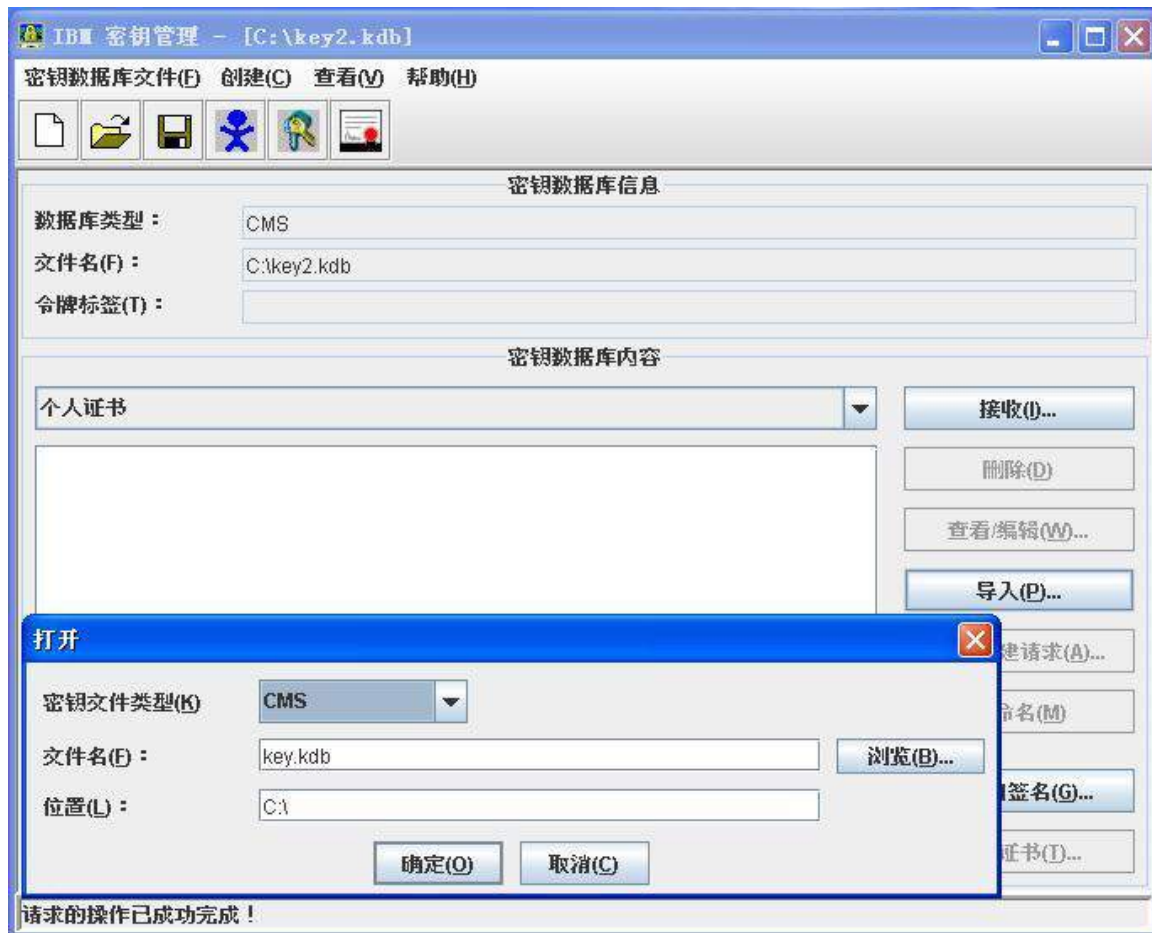 IBM 密钥管理 - [C:\key2.kdb]
密钥数据库文件(F) 创建(C) 查看(V) 帮助(H)
密钥数据库信息
数据库类型： CMS
文件名(F)： C:\key2.kdb
令牌标签(T)：
密钥数据库内容
个人证书
接收(I)...
删除(D)
查看/编辑(W)...
导入(P)...
建请求(A)...
命名(M)
签名(G)...
证书(T)...
打开
密钥文件类型(K) CMS
文件名(F)： key.kdb 浏览(B)...
位置(L)： C:\
确定(O) 取消(C)
请求的操作已成功完成！